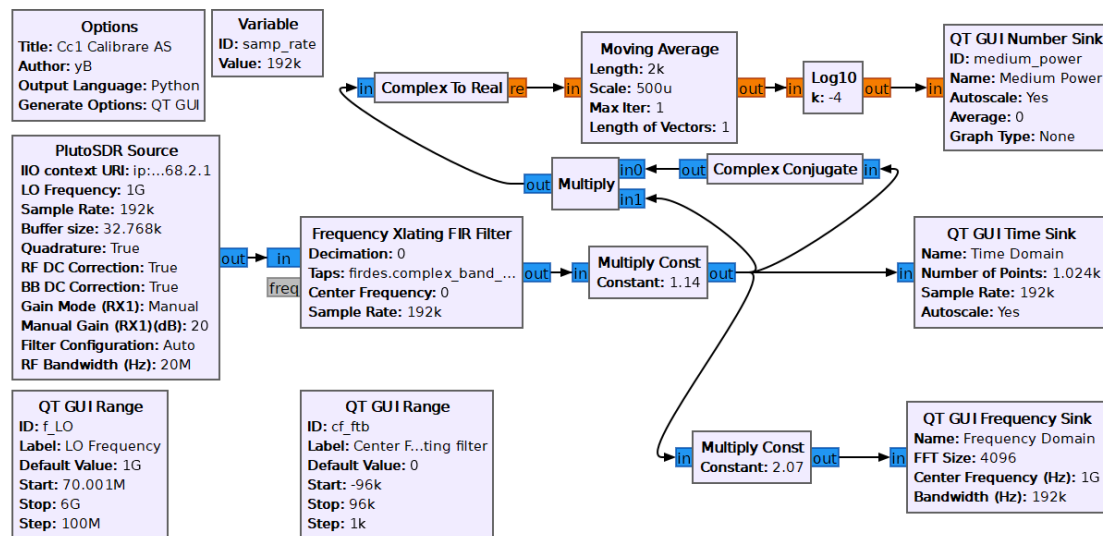 Options
Title: Cc1 Calibrare AS
Author: yB
Output Language: Python
Generate Options: QT GUI
Variable
ID: samp_rate
Value: 192k
in
Complex To Real
re
in
Moving Average
Length: 2k
Scale: 500u
Max Iter: 1
Length of Vectors: 1
out
in
Log10
k: -4
out
in
QT GUI Number Sink
ID: medium_power
Name: Medium Power
Autoscale: Yes
Average: 0
Graph Type: None
PlutoSDR Source
IIO context URI: ip:...68.2.1
LO Frequency: 1G
Sample Rate: 192k
Buffer size: 32.768k
Quadrature: True
RF DC Correction: True
BB DC Correction: True
Gain Mode (RX1): Manual
Manual Gain (RX1)(dB): 20
Filter Configuration: Auto
RF Bandwidth (Hz): 20M
out
out
Multiply
in0
in1
out
Complex Conjugate
in
in
freq
Frequency Xlating FIR Filter
Decimation: 0
Taps: firdes.complex_band_...
Center Frequency: 0
Sample Rate: 192k
out
in
Multiply Const
Constant: 1.14
out
in
QT GUI Time Sink
Name: Time Domain
Number of Points: 1.024k
Sample Rate: 192k
Autoscale: Yes
QT GUI Range
ID: f_LO
Label: LO Frequency
Default Value: 1G
Start: 70.001M
Stop: 6G
Step: 100M
QT GUI Range
ID: cf_ftb
Label: Center F...ting filter
Default Value: 0
Start: -96k
Stop: 96k
Step: 1k
in
Multiply Const
Constant: 2.07
out
in
QT GUI Frequency Sink
Name: Frequency Domain
FFT Size: 4096
Center Frequency (Hz): 1G
Bandwidth (Hz): 192k